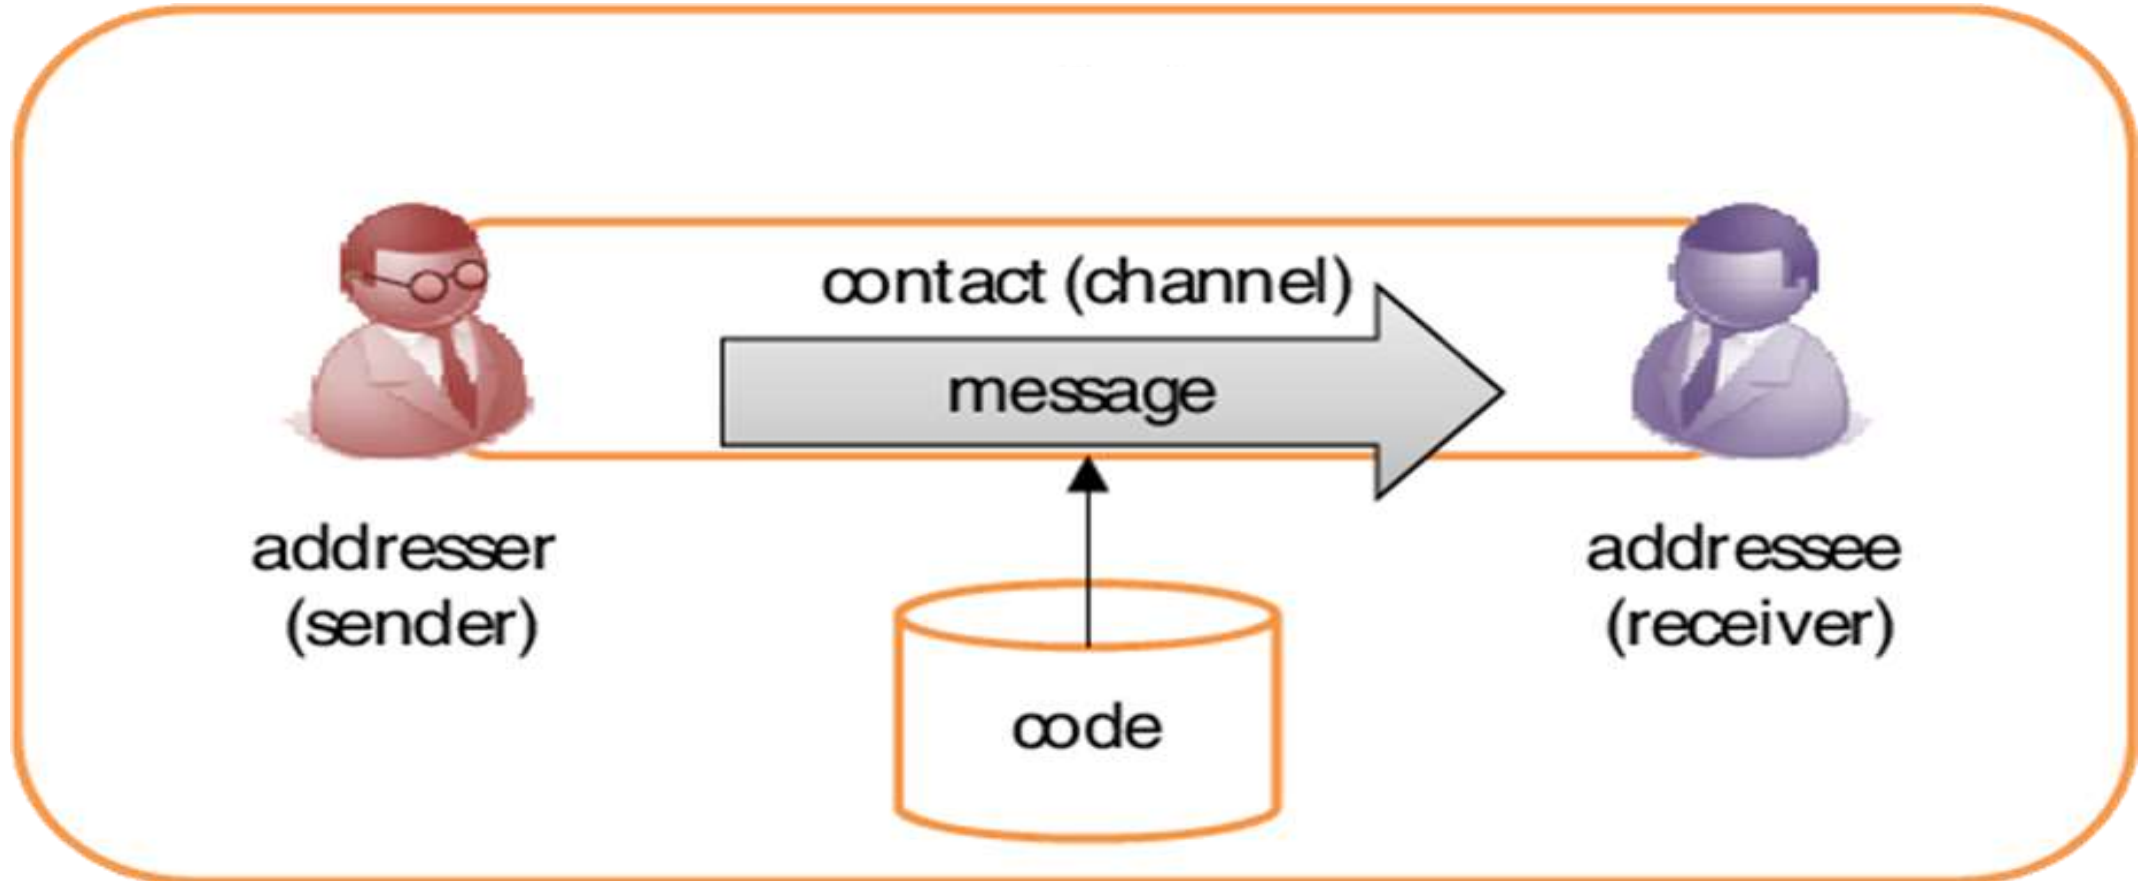 contact (channel)
message
addresser
(sender)
addressee
(receiver)
code